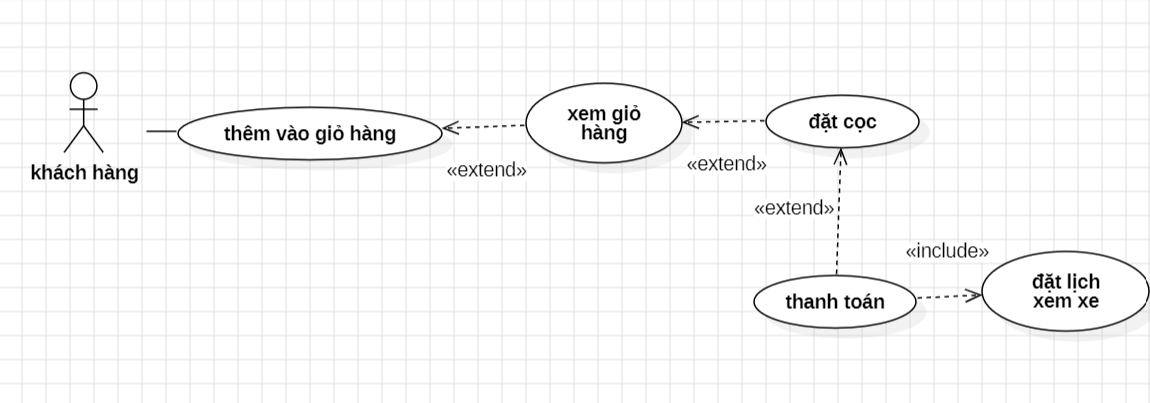 khách hàng
thêm vào giỏ hàng
«extend»
xem giỏ
hàng
«extend»
đặt cọc
«extend»
«include»
thanh toán
đặt lịch
xem xe